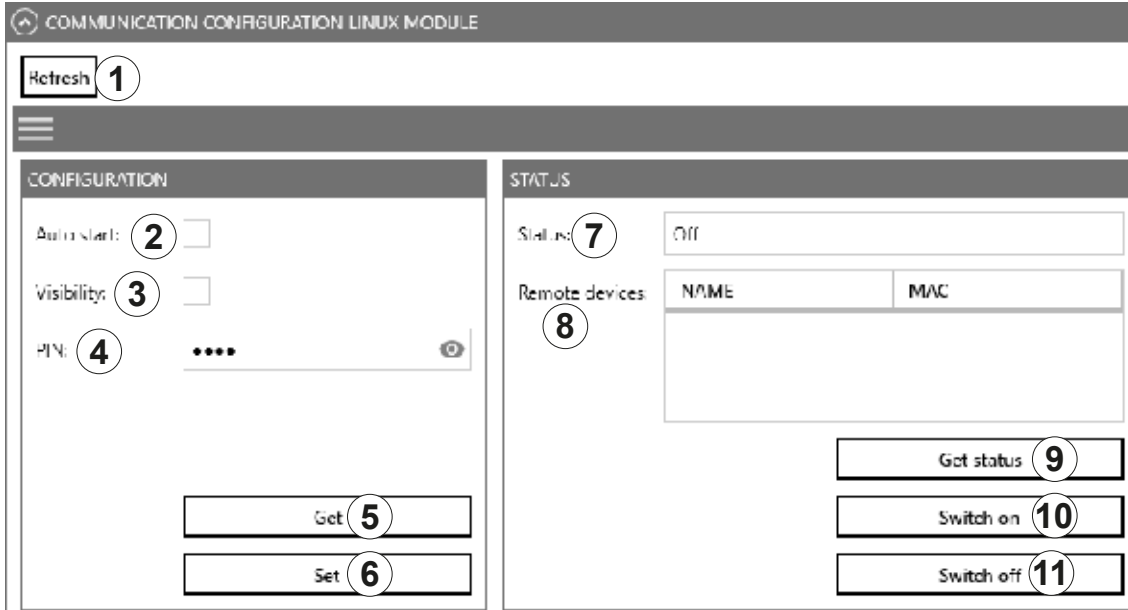 COMMUNICATION CONFIGURATION LINUX MODULE
Refresh 1
CONFIGURATION
Auto start: 2
Visibility: 3
PIN: 4 ••••
Get 5
Set 6
STATUS
Status: 7 Off
Remote devices: 8 NAME MAC
Get status 9
Switch on 10
Switch off 11